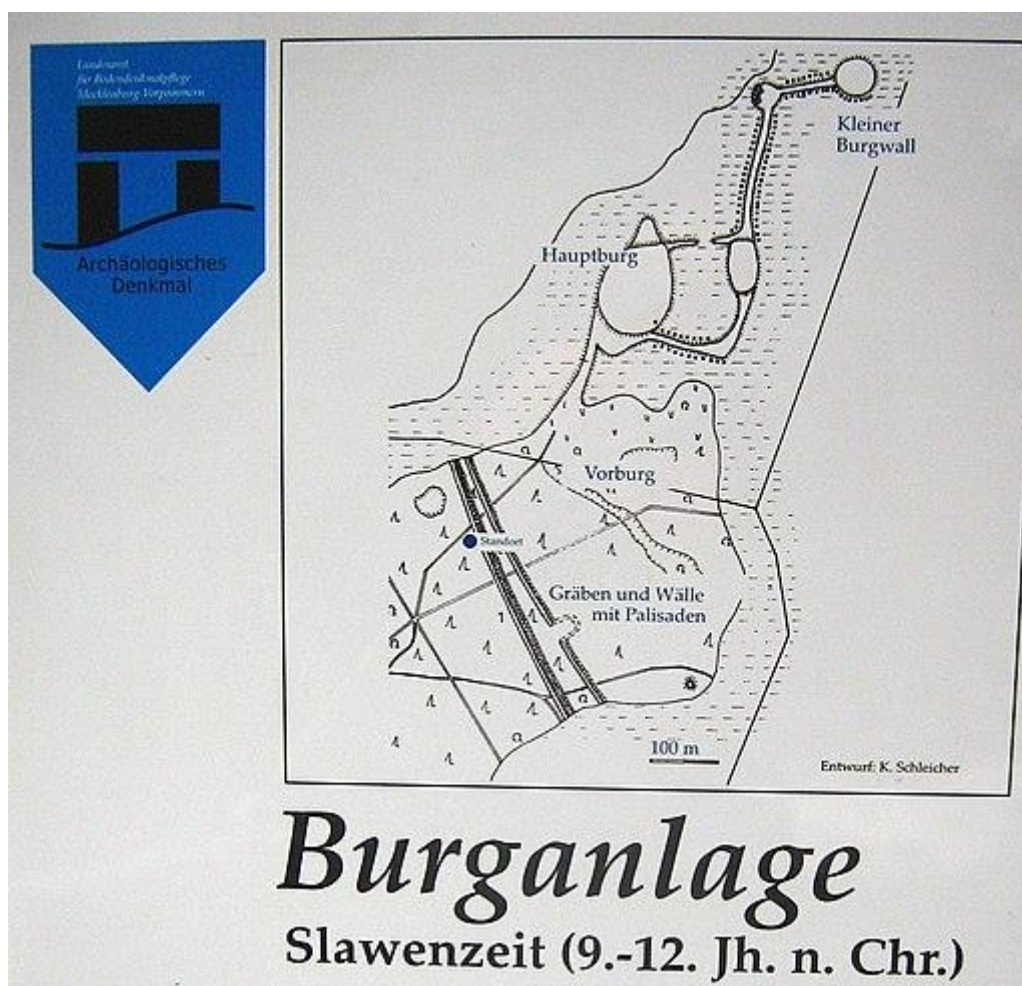 Landesamt
für Bodendenkmalpflege
Mecklenburg-Vorpommern
Archäologisches
Denkmal
Kleiner
Burgwall
Hauptburg
Vorburg
Standort
Gräben und Wälle
mit Palisaden
100 m
Entwurf: K. Schleicher
Burganlage
Slawenzeit (9.-12. Jh. n. Chr.)